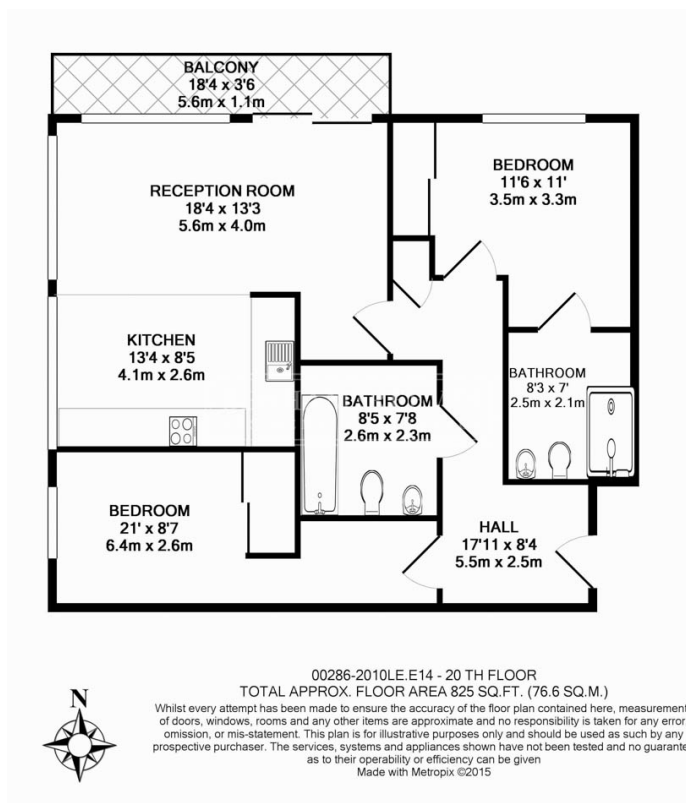 BALCONY
18'4 x 3'6
5.6m x 1.1m
RECEPTION ROOM
18'4 x 13'3
5.6m x 4.0m
BEDROOM
11'6 x 11'
3.5m x 3.3m
KITCHEN
13'4 x 8'5
4.1m x 2.6m
BATHROOM
8'3 x 7'
2.5m x 2.1m
BATHROOM
8'5 x 7'8
2.6m x 2.3m
BEDROOM
21' x 8'7
6.4m x 2.6m
HALL
17'11 x 8'4
5.5m x 2.5m
N
00286-2010LE.E14 - 20 TH FLOOR
TOTAL APPROX. FLOOR AREA 825 SQ.FT. (76.6 SQ.M.)
Whilst every attempt has been made to ensure the accuracy of the floor plan contained here, measurement
of doors, windows, rooms and any other items are approximate and no responsibility is taken for any error
omission, or mis-statement. This plan is for illustrative purposes only and should be used as such by any
prospective purchaser. The services, systems and appliances shown have not been tested and no guarante
as to their operability or efficiency can be given
Made with Metropix ©2015